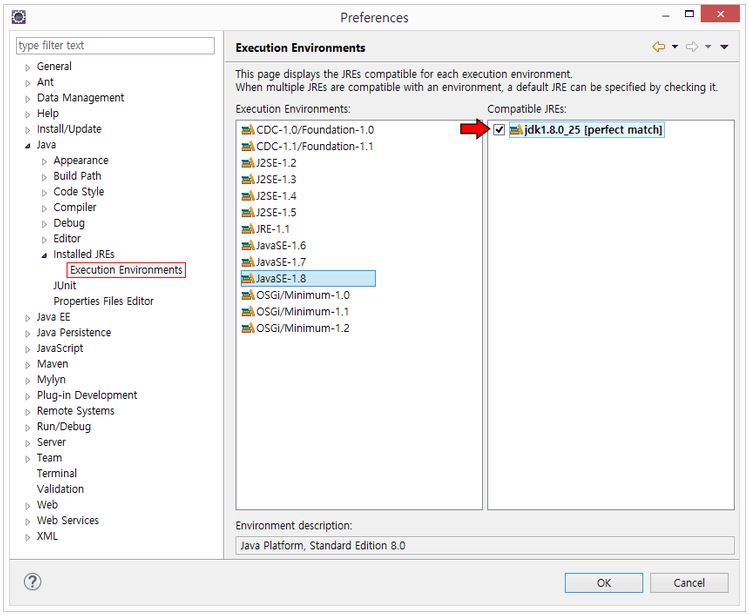 Preferences
type filter text
General
Ant
Data Management
Help
Install/Update
Java
Appearance
Build Path
Code Style
Compiler
Debug
Editor
Installed JREs
Execution Environments
JUnit
Properties Files Editor
Java EE
Java Persistence
JavaScript
Maven
Mylyn
Plug-in Development
Remote Systems
Run/Debug
Server
Team
Terminal
Validation
Web
Web Services
XML
Execution Environments
This page displays the JREs compatible for each execution environment.
When multiple JREs are compatible with an environment, a default JRE can be specified by checking it.
Execution Environments:
CDC-1.0/Foundation-1.0
CDC-1.1/Foundation-1.1
J2SE-1.2
J2SE-1.3
J2SE-1.4
J2SE-1.5
JRE-1.1
JavaSE-1.6
JavaSE-1.7
JavaSE-1.8
OSGi/Minimum-1.0
OSGi/Minimum-1.1
OSGi/Minimum-1.2
Compatible JREs:
jdk1.8.0_25 [perfect match]
Environment description:
Java Platform, Standard Edition 8.0
?
OK
Cancel